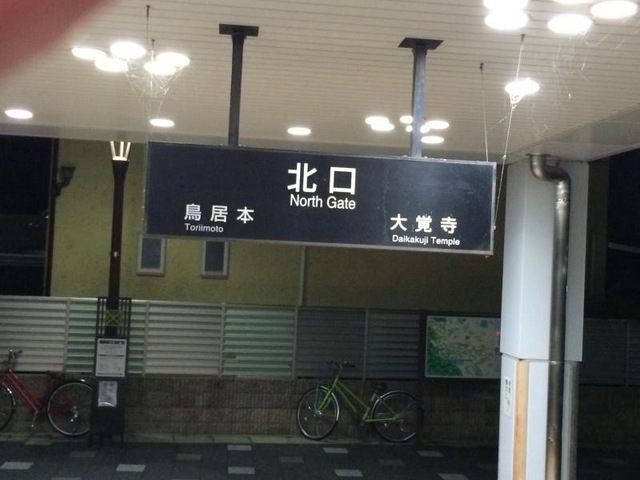 北口
North Gate
鳥居本
Toriimoto
大覚寺
Daikakuji Temple